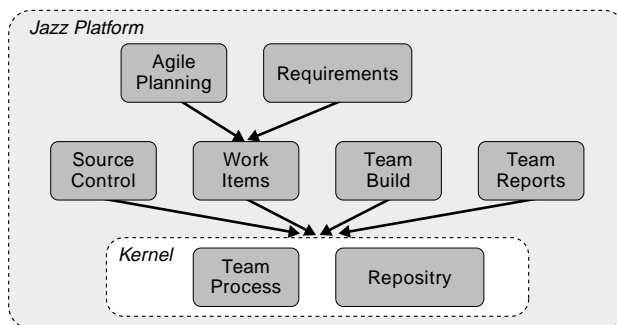 Jazz Platform
Agile
Planning
Requirements
Source
Control
Work
Items
Team
Build
Team
Reports
Kernel
Team
Process
Repositry